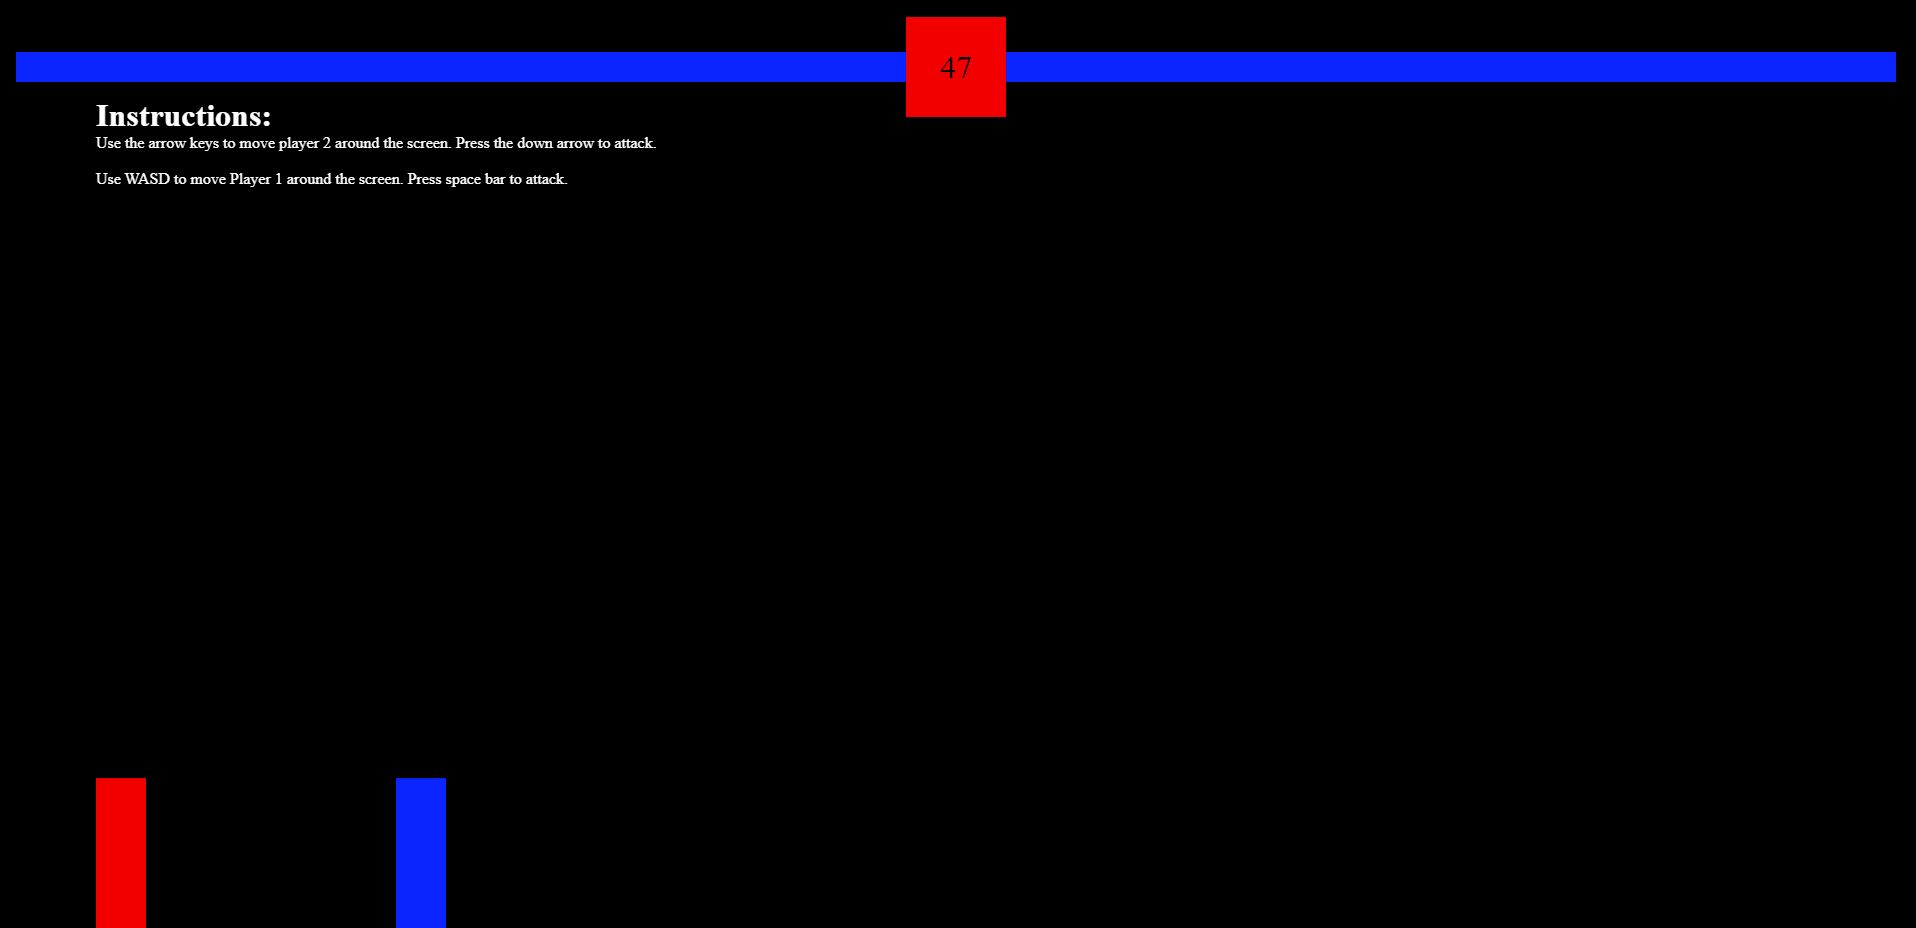 47
Instructions:
Use the arrow keys to move player 2 around the screen. Press the down arrow to attack.
Use WASD to move Player 1 around the screen. Press space bar to attack.